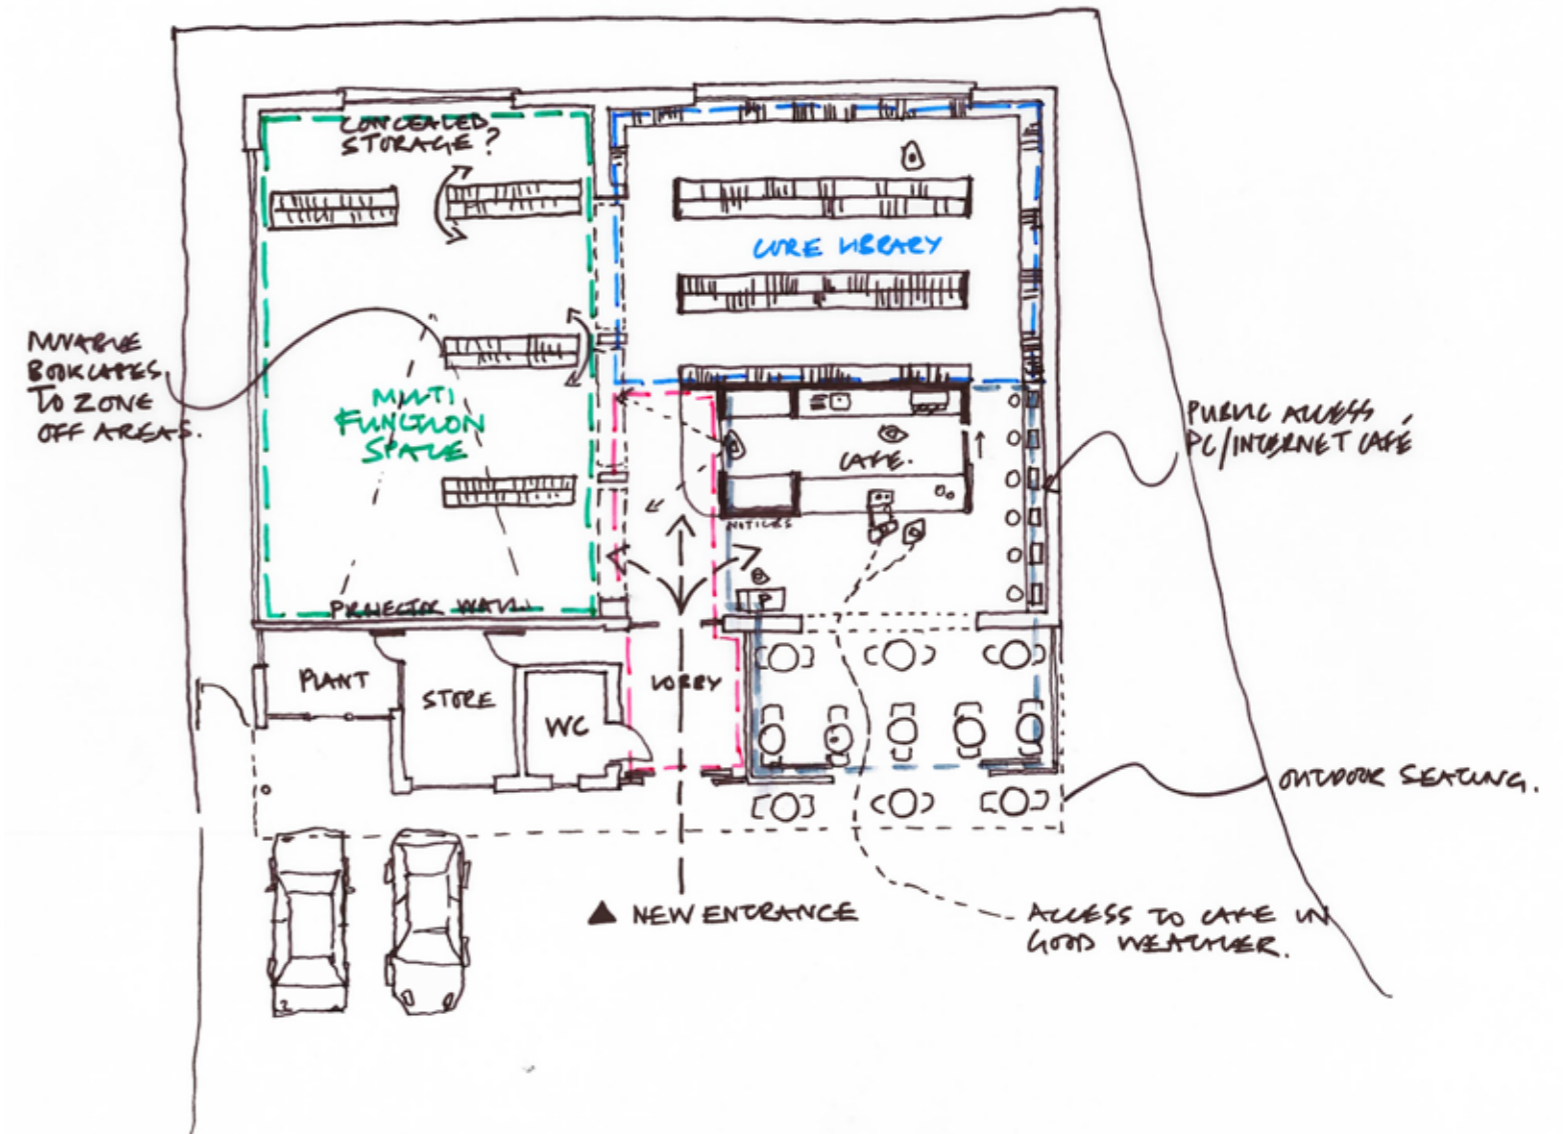 CONCEALED
STORAGE?
CORE LIBRARY
MOVABLE
BOOKCASES.
TO ZONE
OFF AREAS.
MULTI
FUNCTION
SPACE
PUBLIC ACCESS
PC/INTERNET CAFE
CAFE.
NOTICES
P
PROJECTOR WALL
PLANT
STORE
WC
LOBBY
OUTDOOR SEATING.
NEW ENTRANCE
ACCESS TO CAFE IN
GOOD WEATHER.